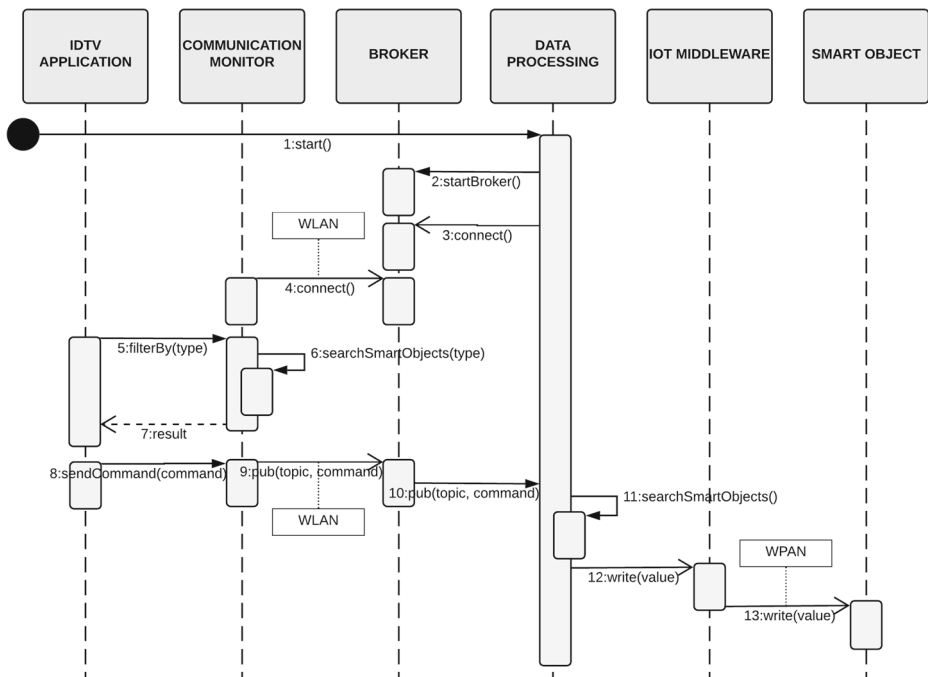 IDTV
APPLICATION
COMMUNICATION
MONITOR
BROKER
DATA
PROCESSING
IOT MIDDLEWARE
SMART OBJECT
1:start()
2:startBroker()
WLAN
3:connect()
4:connect()
5:filterBy(type)
6:searchSmartObjects(type)
7:result
8:sendCommand(command)
9:pub(topic, command)
10:pub(topic, command)
11:searchSmartObjects()
WLAN
WPAN
12:write(value)
13:write(value)